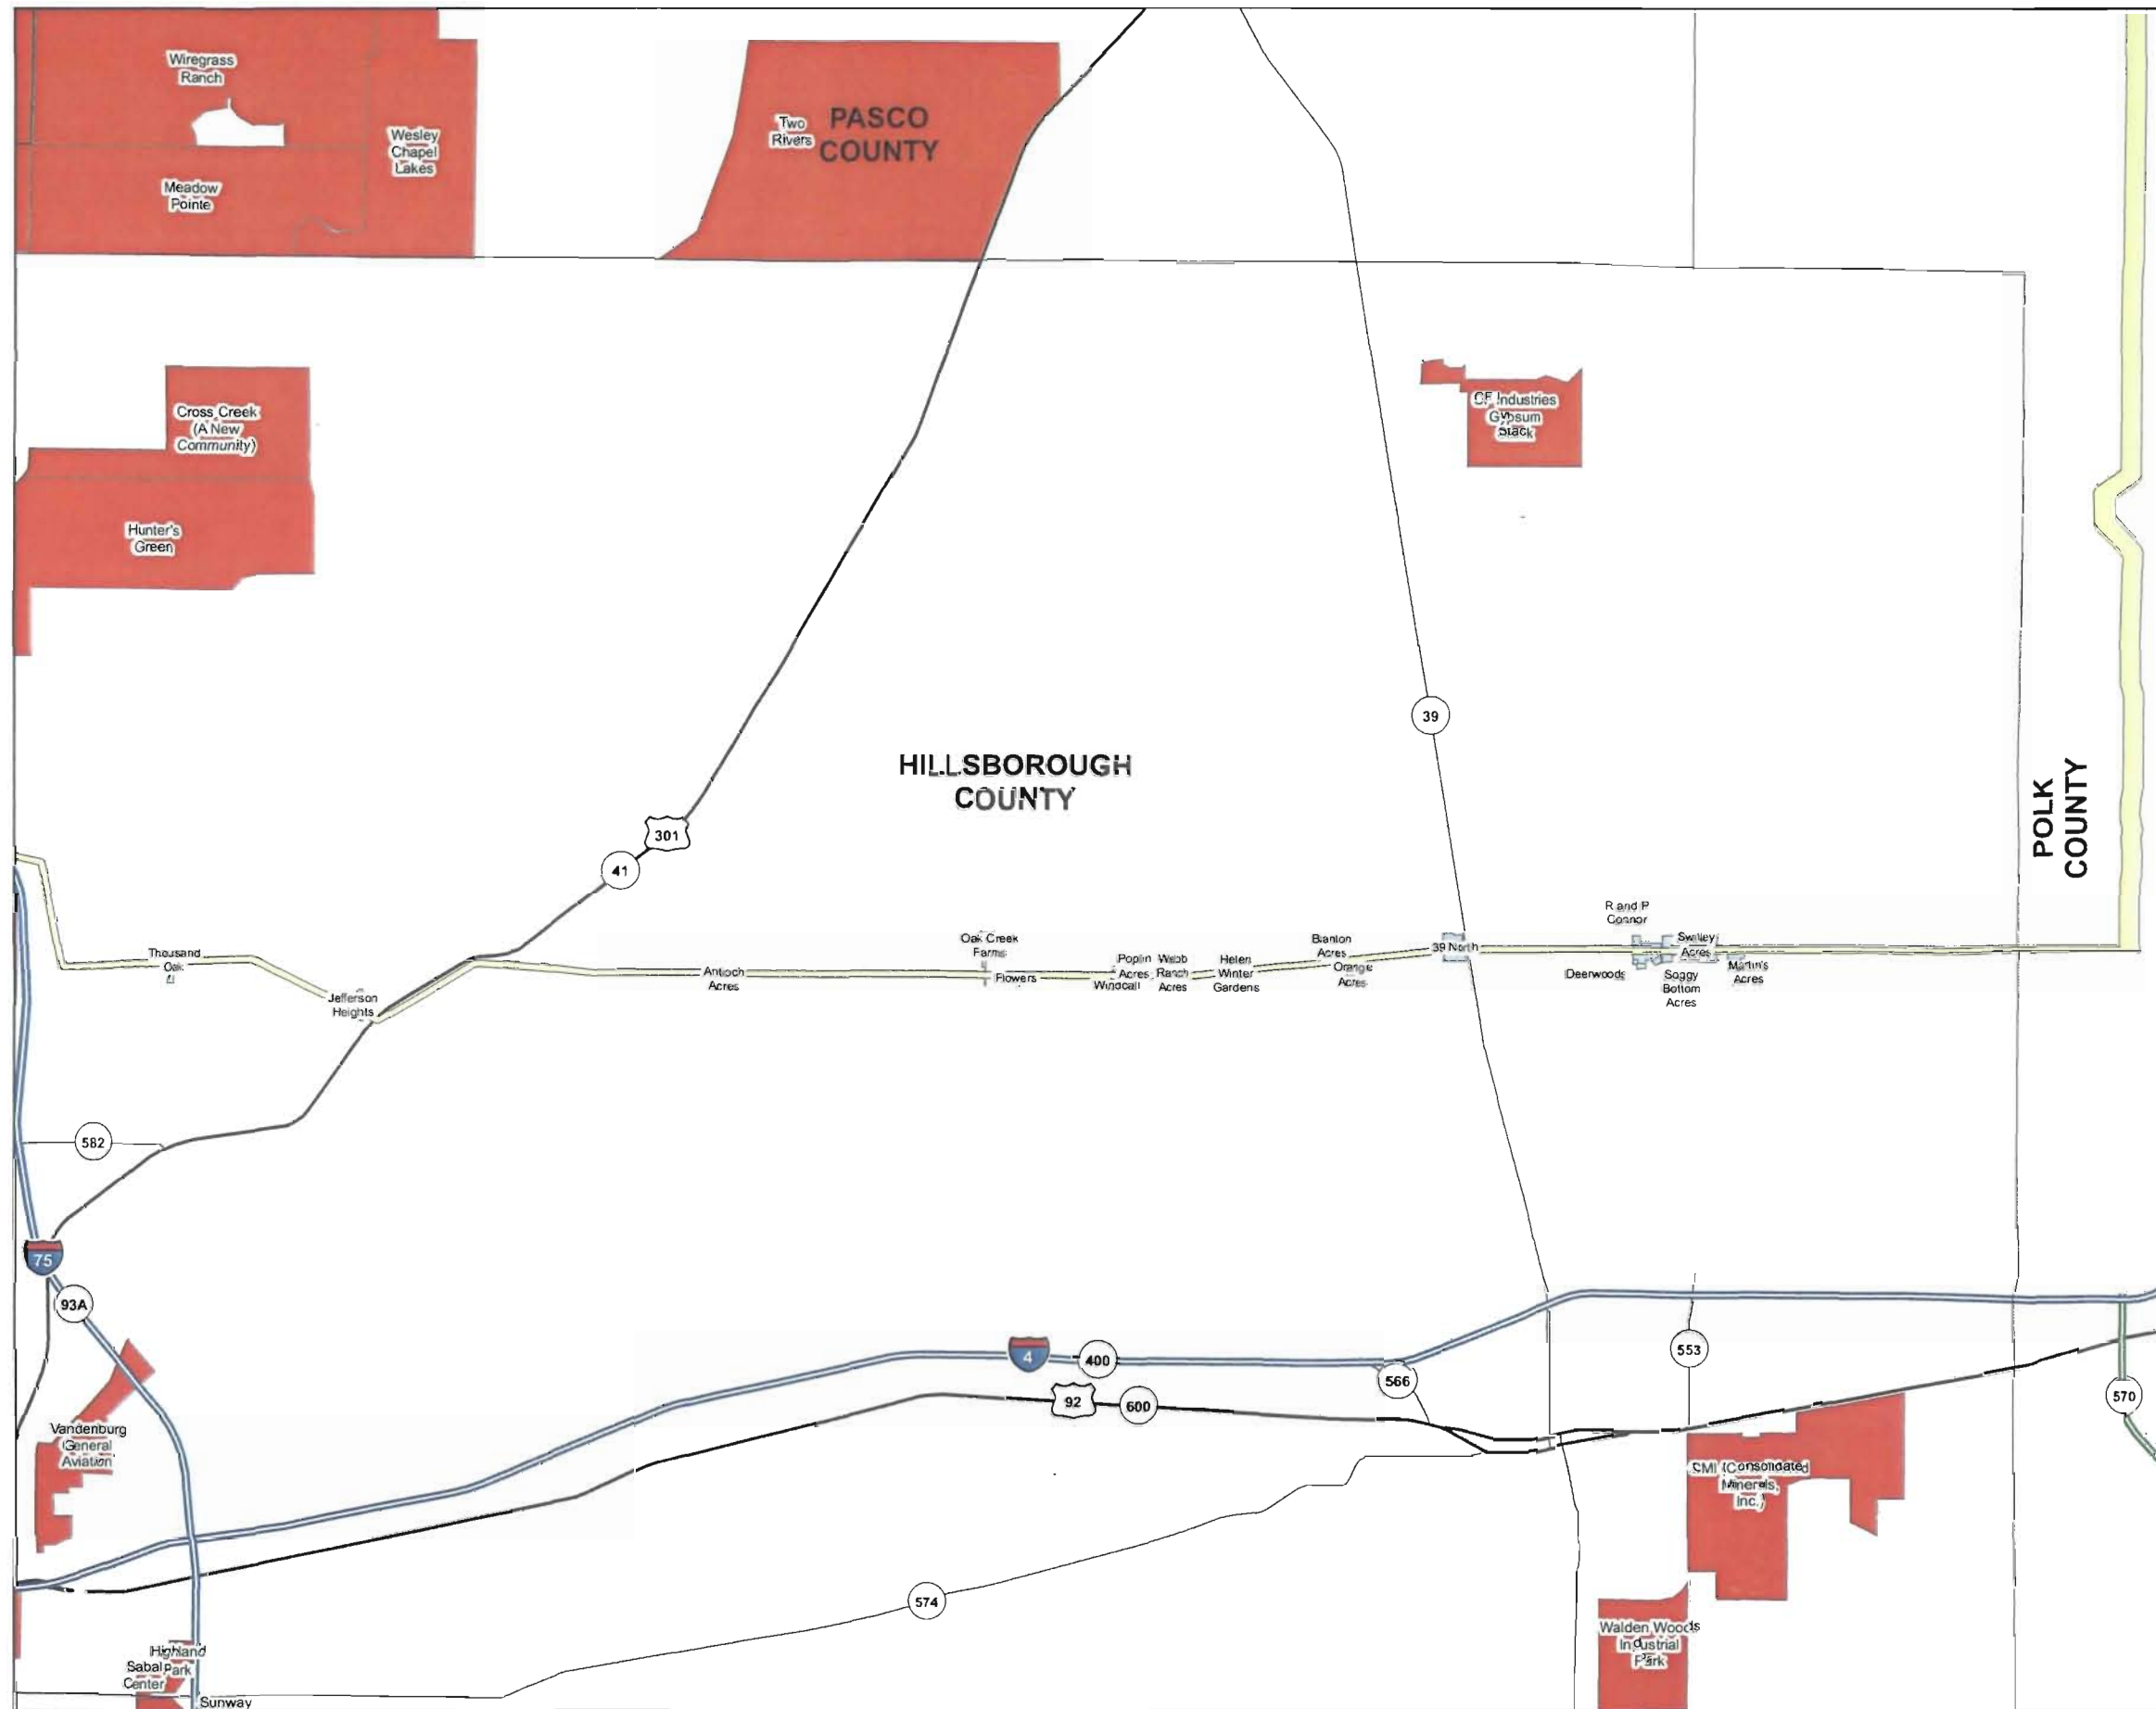 Wiregrass
Ranch
Wesley
Chapel
Lakes
Meadow
Pointe
Two
Rivers
PASCO
COUNTY
Cross Creek
(A New
Community)
Hunter's
Green
CF Industries
Gypsum
Stack
39
HILLSBOROUGH
COUNTY
POLK
COUNTY
301
41
Thousand
Oak
Jefferson
Heights
Antioch
Acres
Oak Creek
Farms
Flowers
Poplin
Acres
Windcall
Webb
Ranch
Acres
Helen
Winter
Gardens
Blanton
Acres
Orange
Acres
39 North
R and P
Connor
Deerwoods
Swilley
Acres
Soggy
Bottom
Acres
Martin's
Acres
582
75
93A
4
400
92
600
566
553
570
Vandenburg
General
Aviation
CMI (Consolidated
Minerals,
Inc.)
574
Walden Woods
Industrial
Park
Highland
Park
Sabal
Center
Sunway